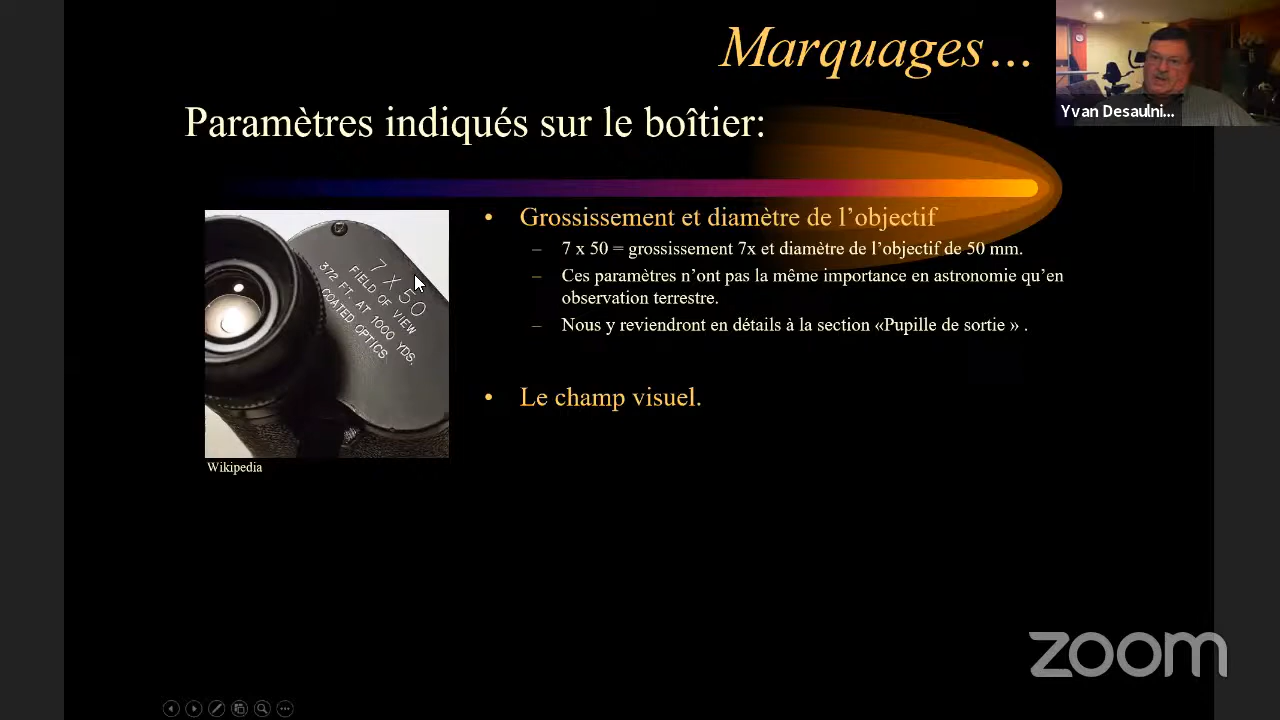 Marquages...
Yvan Desaulni...
Paramètres indiqués sur le boîtier:
• Grossissement et diamètre de l’objectif
– 7 x 50 = grossissement 7x et diamètre de l’objectif de 50 mm.
– Ces paramètres n’ont pas la même importance en astronomie qu’en
observation terrestre.
– Nous y reviendront en détails à la section «Pupille de sortie » .
• Le champ visuel.
7 X 50
FIELD OF VIEW
372 FT. AT 1000 YDS.
COATED OPTICS
Wikipedia
zoom